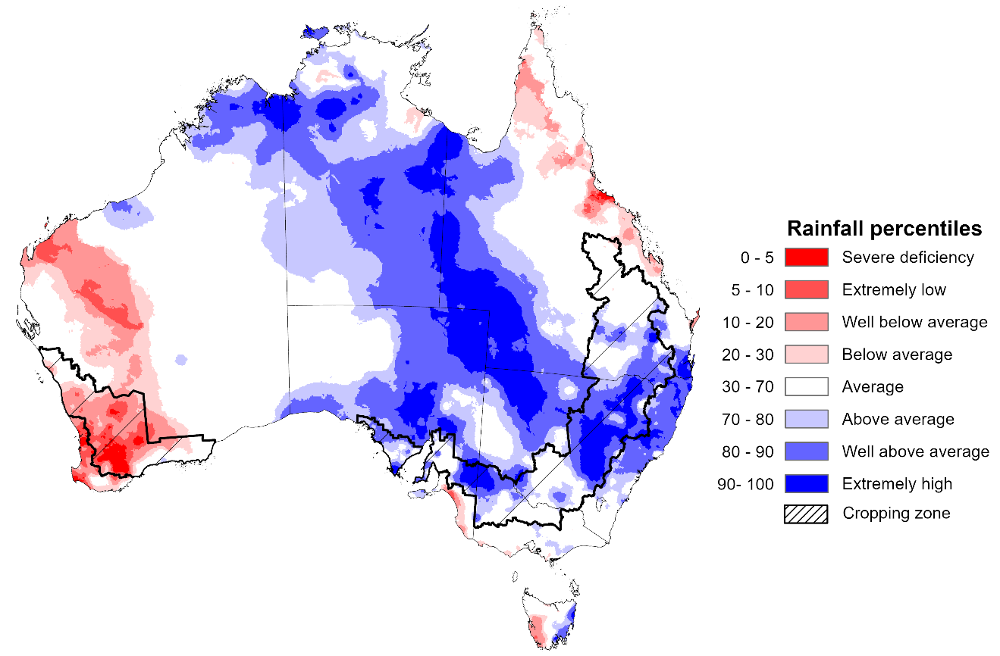 Rainfall percentiles
0 - 5 Severe deficiency
5 - 10 Extremely low
10 - 20 Well below average
20 - 30 Below average
30 - 70 Average
70 - 80 Above average
80 - 90 Well above average
90- 100 Extremely high
Cropping zone